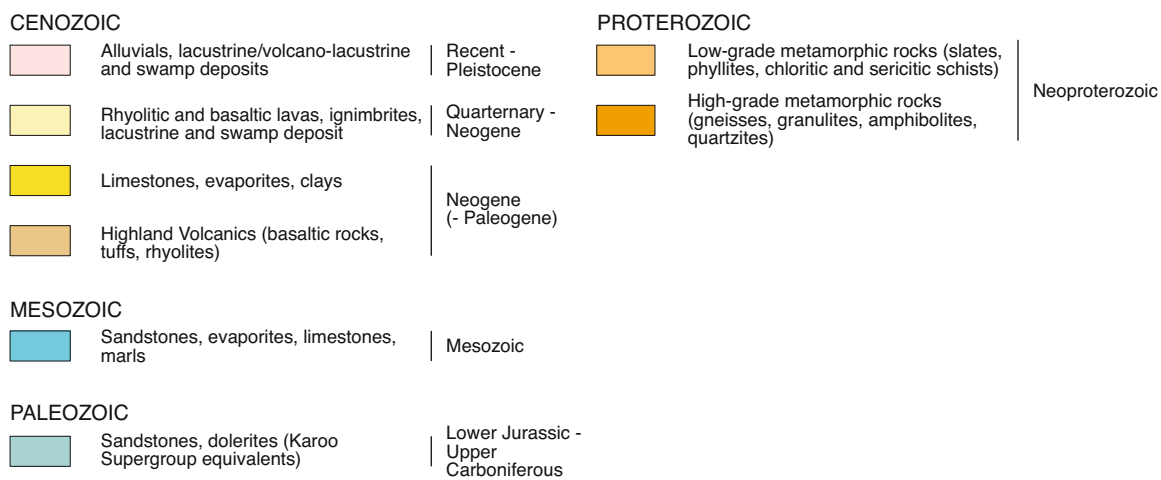 CENOZOIC
Alluvials, lacustrine/volcano-lacustrine
and swamp deposits
Recent -
Pleistocene
Rhyolitic and basaltic lavas, ignimbrites,
lacustrine and swamp deposit
Quarternary -
Neogene
Limestones, evaporites, clays
Neogene
(- Paleogene)
Highland Volcanics (basaltic rocks,
tuffs, rhyolites)
MESOZOIC
Sandstones, evaporites, limestones,
marls
Mesozoic
PALEOZOIC
Sandstones, dolerites (Karoo
Supergroup equivalents)
Lower Jurassic -
Upper
Carboniferous
PROTEROZOIC
Low-grade metamorphic rocks (slates,
phyllites, chloritic and sericitic schists)
High-grade metamorphic rocks
(gneisses, granulites, amphibolites,
quartzites)
Neoproterozoic